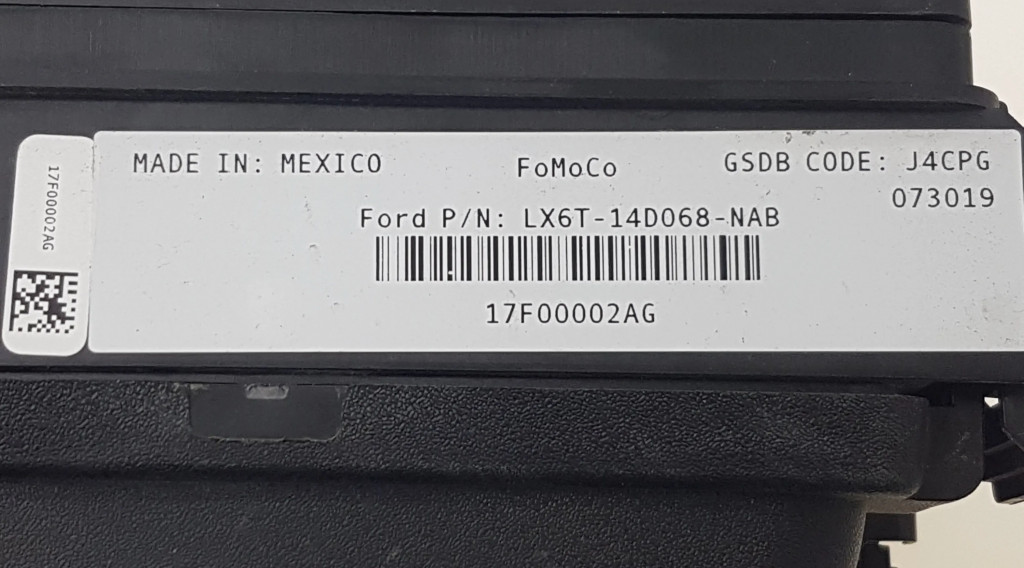 17F00002AG
MADE IN: MEXICO
FoMoCo
GSDB CODE: J4CPG
073019
Ford P/N: LX6T-14D068-NAB
17F00002AG